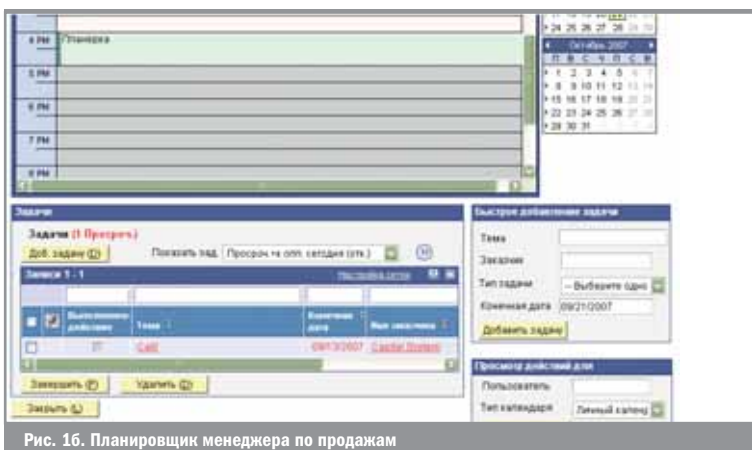 24 25 26 27 28 29 30
4 PM Планерка
Октябрь 2007
П В С Ч П С В
1 2 3 4 5 6 7
5 PM
8 9 10 11 12 13 14
15 16 17 18 19 20 21
6 PM
22 23 24 25 26 27 28
29 30 31
7 PM
8 PM
Задачи
Задачи (1 Просроч.)
Доб. задачу (D) Показать зад. Просроч. + опл. сегодня (отк.)
Записи 1 - 1 Настройка сетки
Выполненное действие Тема Конечная дата Имя заказчика
Call 09/13/2007 Capital
Завершить (P) Удалить (D)
Закрыть (L)
Быстрое добавление задачи
Тема
Заказчик
Тип задачи -- Выберите одно
Конечная дата 09/21/2007
Добавить задачу
Просмотр действий для
Пользователь
Тип календаря Личный календ
Рис. 1б. Планировщик менеджера по продажам